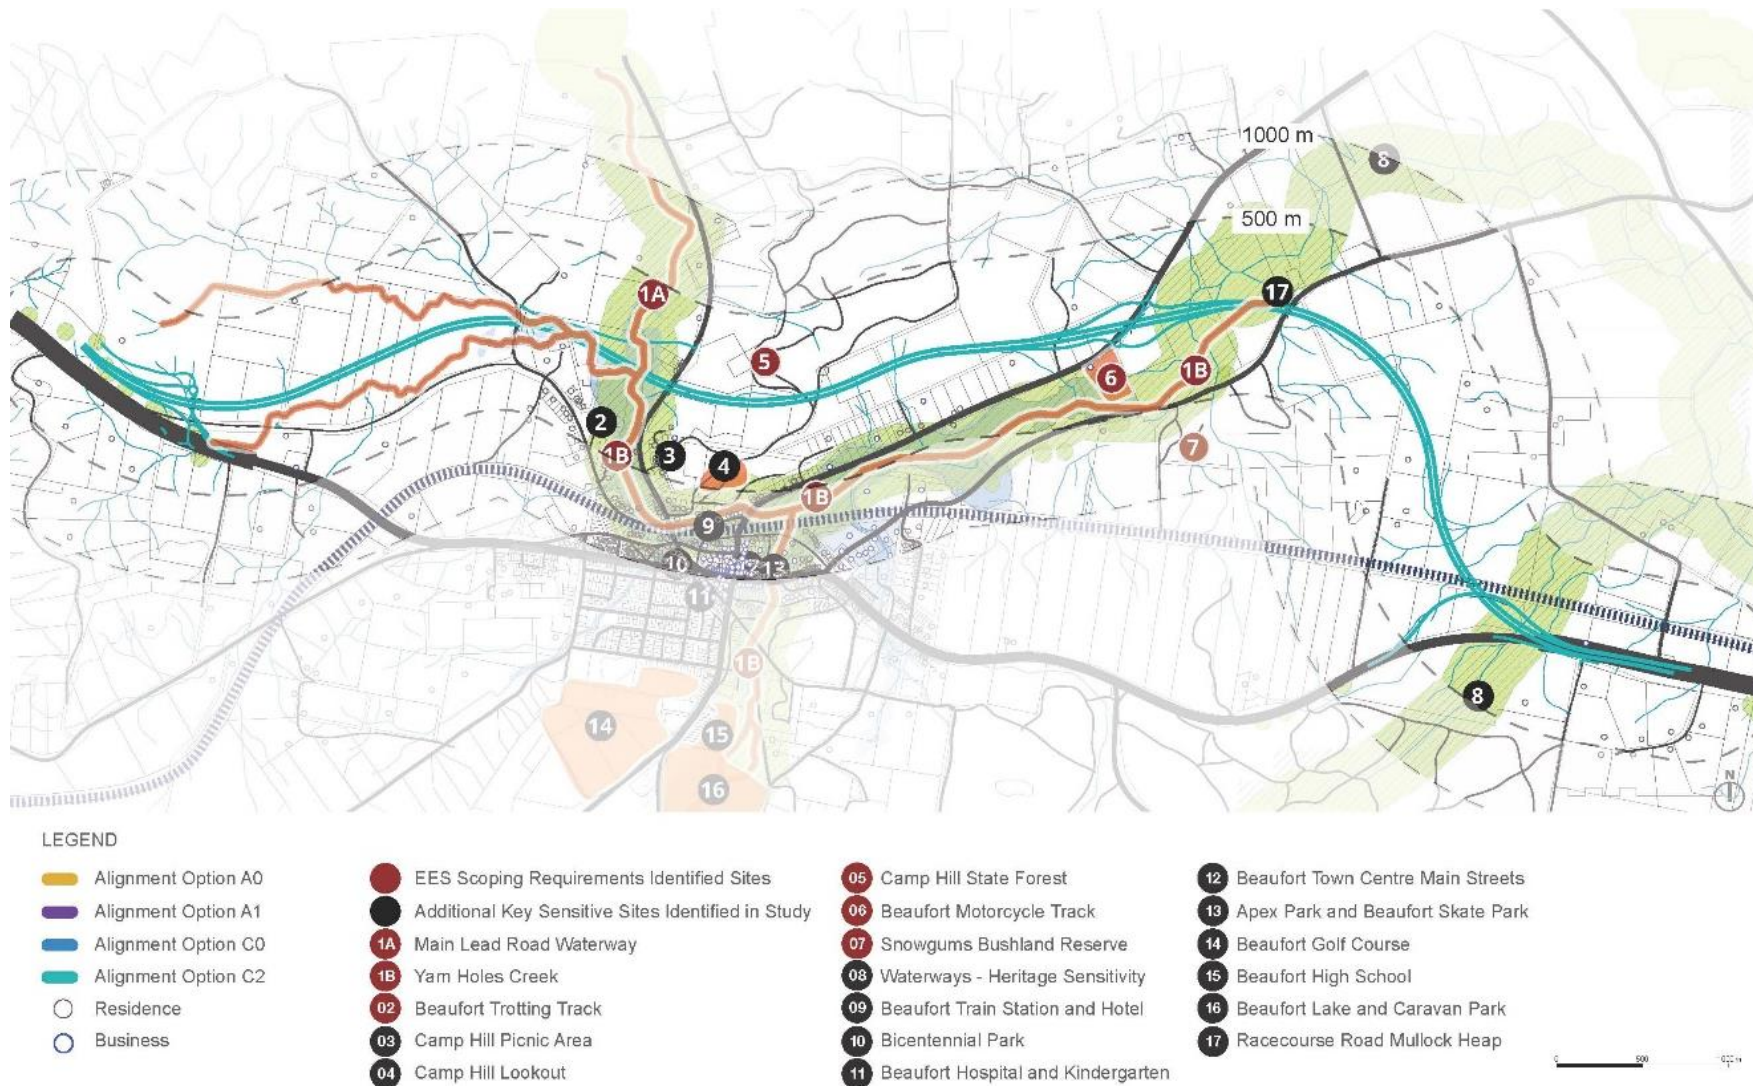 1000 m
8
500 m
1A
17
5
6
1B
2
7
1B
3
4
1B
9
10
13
11
1B
8
14
15
16
N
LEGEND
Alignment Option A0
Alignment Option A1
Alignment Option C0
Alignment Option C2
Residence
Business
EES Scoping Requirements Identified Sites
Additional Key Sensitive Sites Identified in Study
1A Main Lead Road Waterway
1B Yam Holes Creek
02 Beaufort Trotting Track
03 Camp Hill Picnic Area
04 Camp Hill Lookout
05 Camp Hill State Forest
06 Beaufort Motorcycle Track
07 Snowgums Bushland Reserve
08 Waterways - Heritage Sensitivity
09 Beaufort Train Station and Hotel
10 Bicentennial Park
11 Beaufort Hospital and Kindergarten
12 Beaufort Town Centre Main Streets
13 Apex Park and Beaufort Skate Park
14 Beaufort Golf Course
15 Beaufort High School
16 Beaufort Lake and Caravan Park
17 Racecourse Road Mullock Heap
0 500